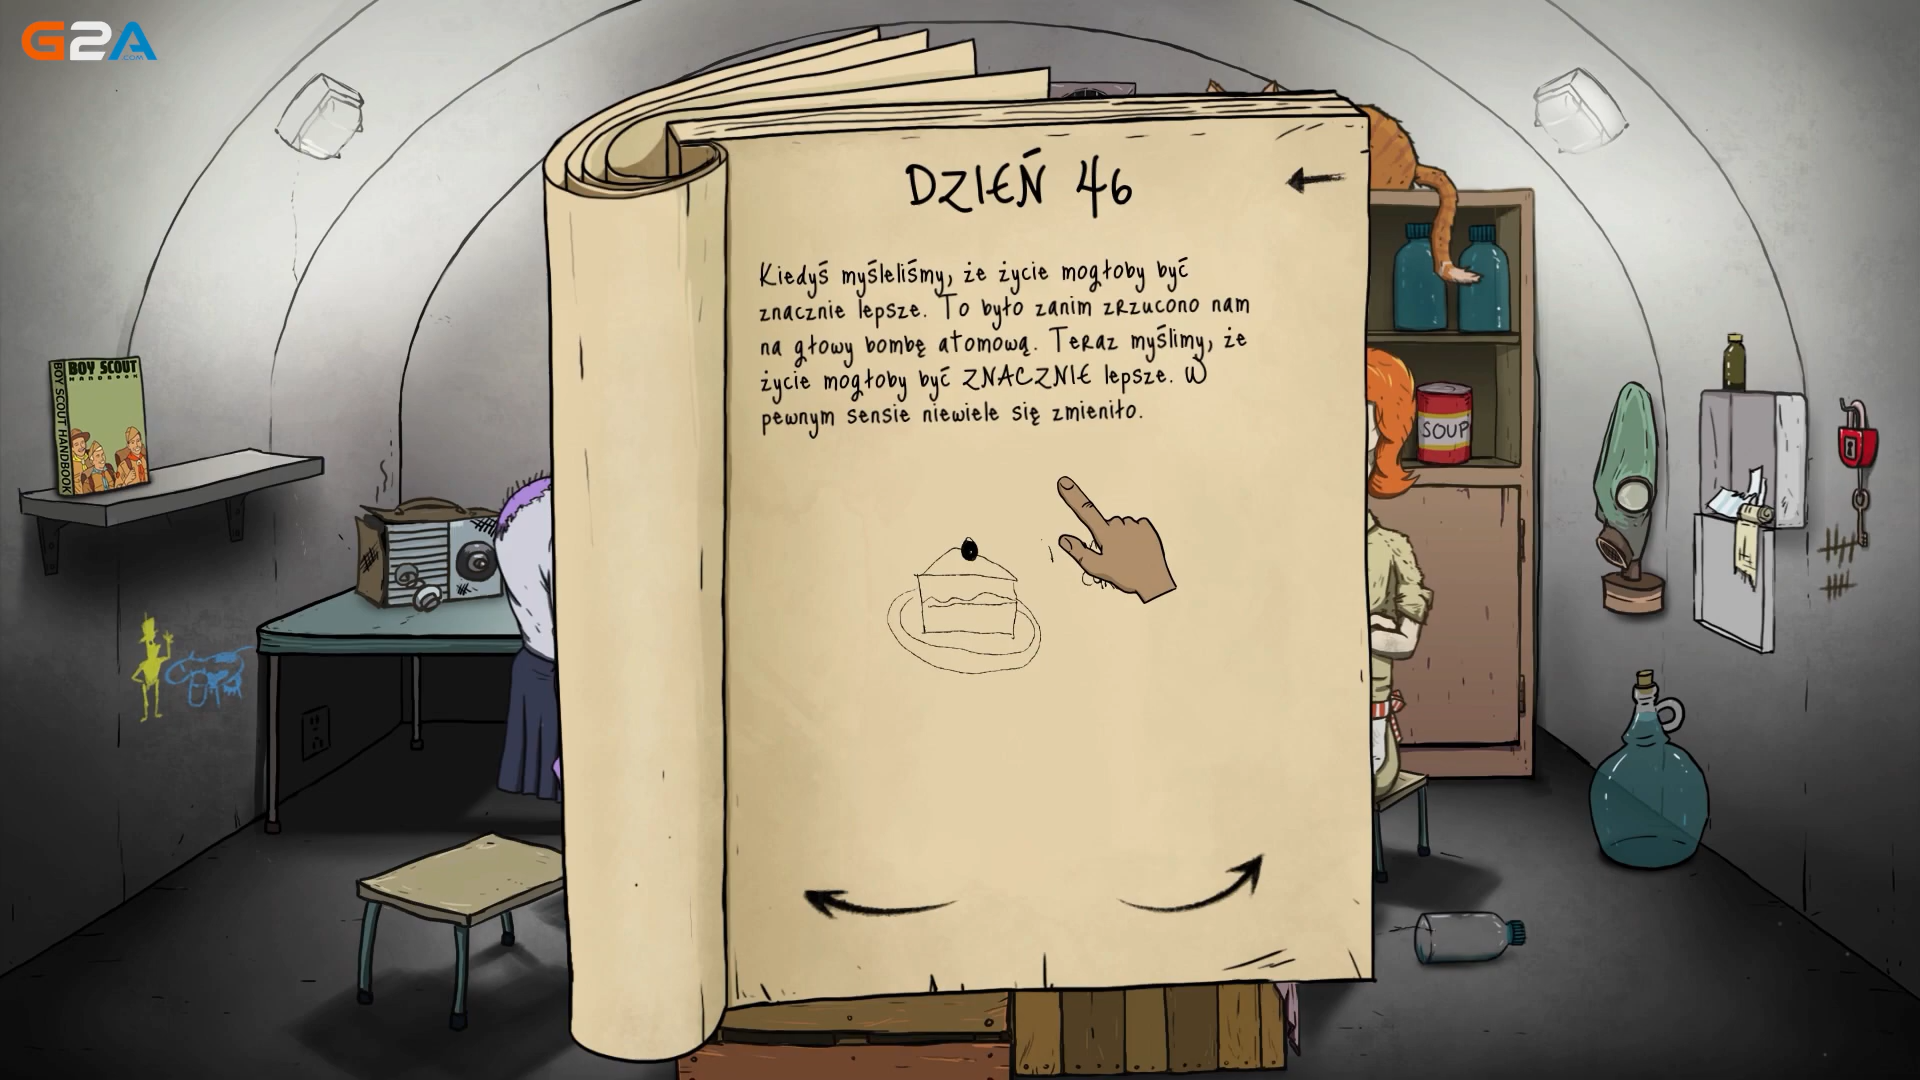 G2A
.COM
DZIEŃ 46
Kiedyś myśleliśmy, że życie mogłoby być
znacznie lepsze. To było zanim zrzucono nam
na głowy bombę atomową. Teraz myślimy, że
życie mogłoby być ZNACZNIE lepsze. W
pewnym sensie niewiele się zmieniło.
BOY SCOUT
HANDBOOK
BOY SCOUT HANDBOOK
SOUP